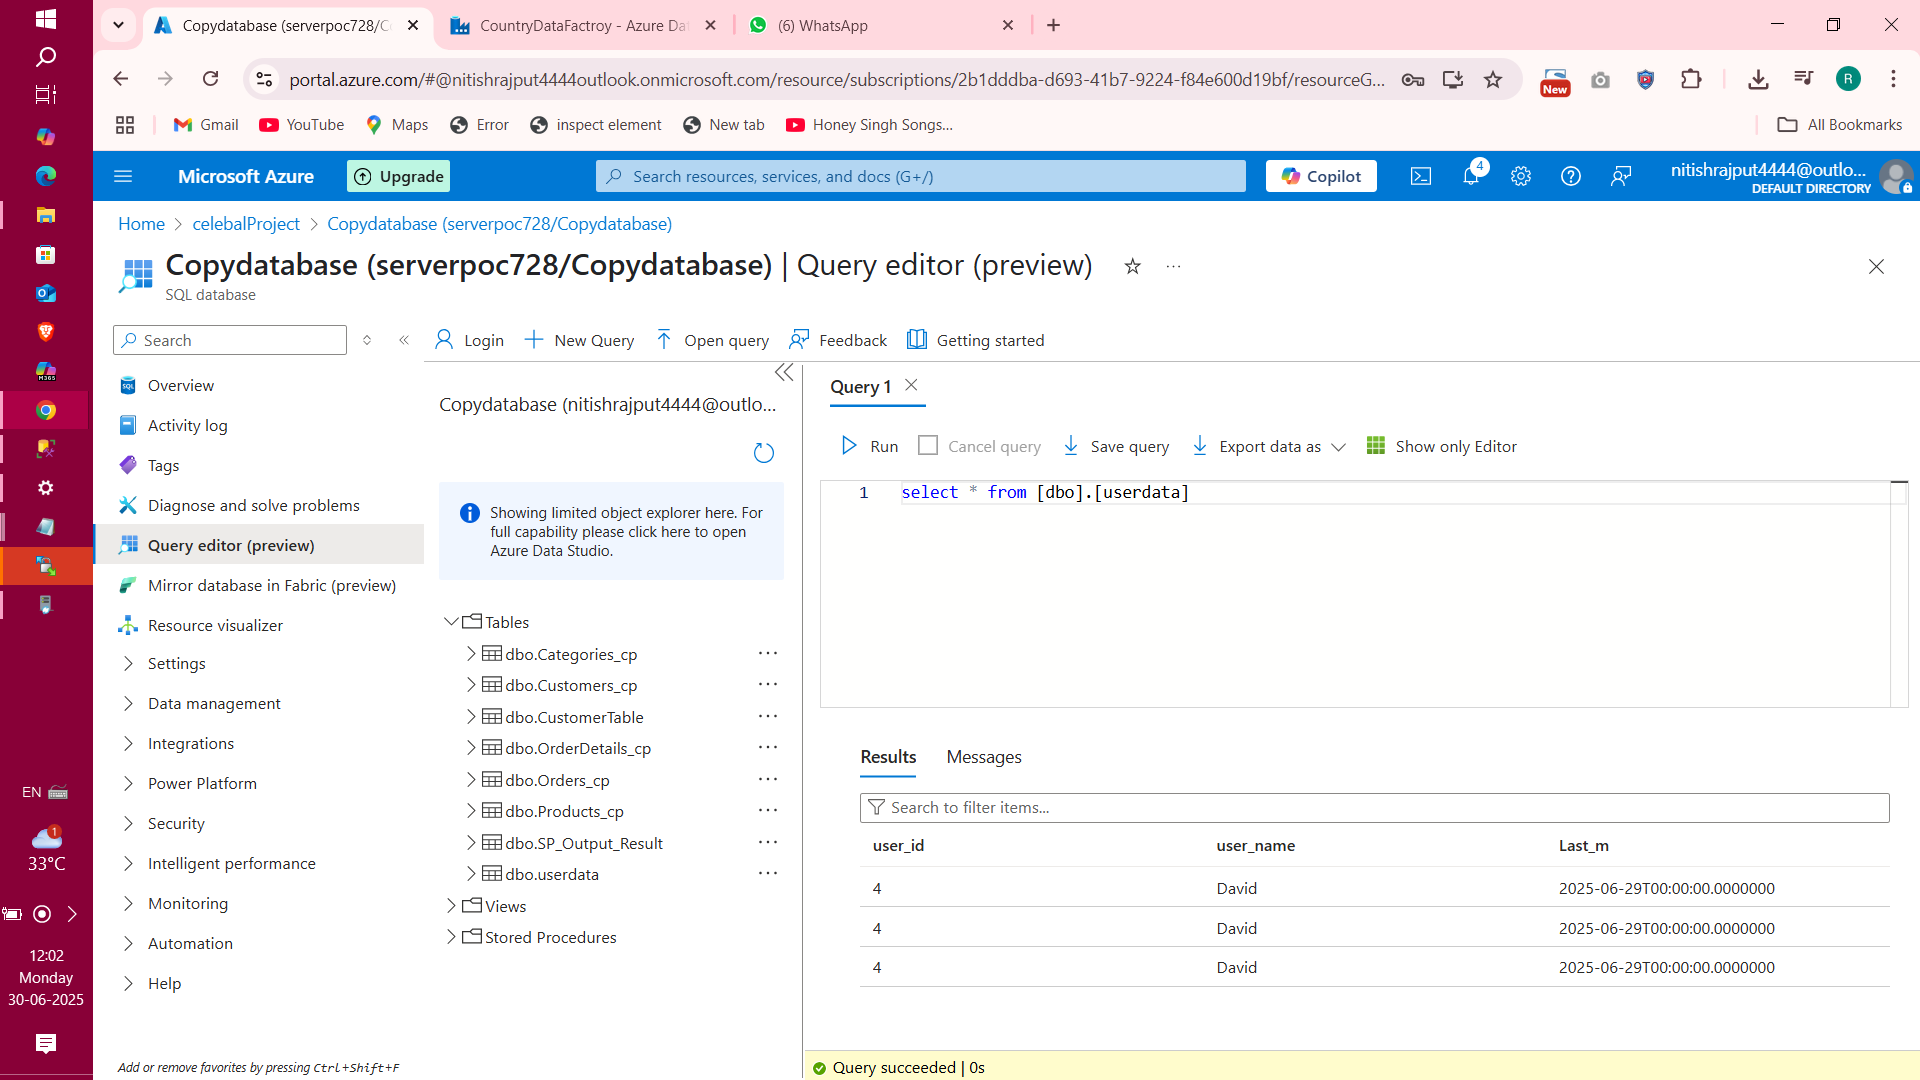 Copydatabase (serverpoc728/C
CountryDataFactroy - Azure Da
(6) WhatsApp
portal.azure.com/#@nitishrajput4444outlook.onmicrosoft.com/resource/subscriptions/2b1dddba-d693-41b7-9224-f84e600d19bf/resourceG...
New
R
Gmail
YouTube
Maps
Error
inspect element
New tab
Honey Singh Songs...
All Bookmarks
Microsoft Azure
Upgrade
Search resources, services, and docs (G+/)
Copilot
4
nitishrajput4444@outlo...
DEFAULT DIRECTORY
Home > celebalProject > Copydatabase (serverpoc728/Copydatabase)
Copydatabase (serverpoc728/Copydatabase) | Query editor (preview)
SQL database
Search
Login
New Query
Open query
Feedback
Getting started
Overview
Activity log
Tags
Diagnose and solve problems
Query editor (preview)
Mirror database in Fabric (preview)
Resource visualizer
Settings
Data management
Integrations
Power Platform
Security
Intelligent performance
Monitoring
Automation
Help
Add or remove favorites by pressing Ctrl+Shift+F
Copydatabase (nitishrajput4444@outlo...
Showing limited object explorer here. For
full capability please click here to open
Azure Data Studio.
Tables
dbo.Categories_cp
dbo.Customers_cp
dbo.CustomerTable
dbo.OrderDetails_cp
dbo.Orders_cp
dbo.Products_cp
dbo.SP_Output_Result
dbo.userdata
Views
Stored Procedures
Query 1
Run
Cancel query
Save query
Export data as
Show only Editor
1 select * from [dbo].[userdata]
Results
Messages
Search to filter items...
user_id user_name Last_m
4 David 2025-06-29T00:00:00.0000000
4 David 2025-06-29T00:00:00.0000000
4 David 2025-06-29T00:00:00.0000000
Query succeeded | 0s
M365
EN
1
33°C
12:02
Monday
30-06-2025